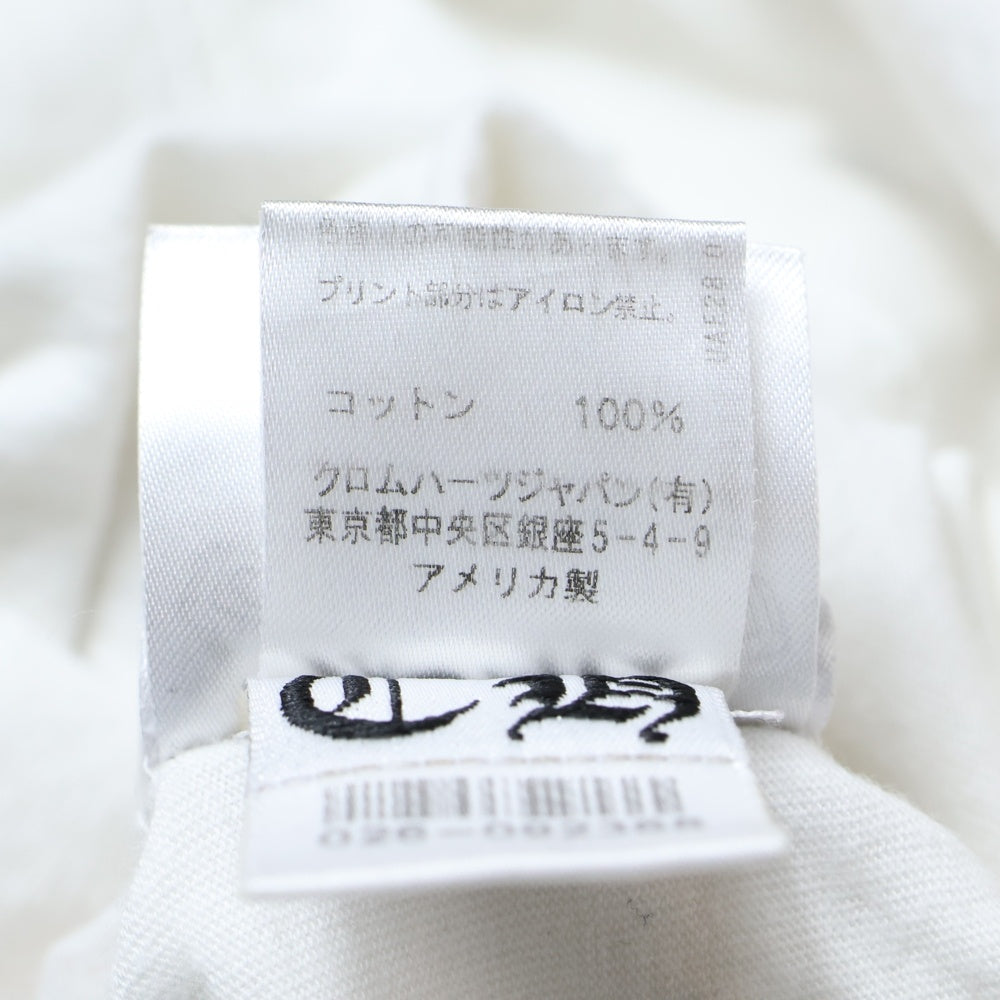 プリント部分はアイロン禁止。
コットン 100%
クロムハーツジャパン(有)
東京都中央区銀座5-4-9
アメリカ製